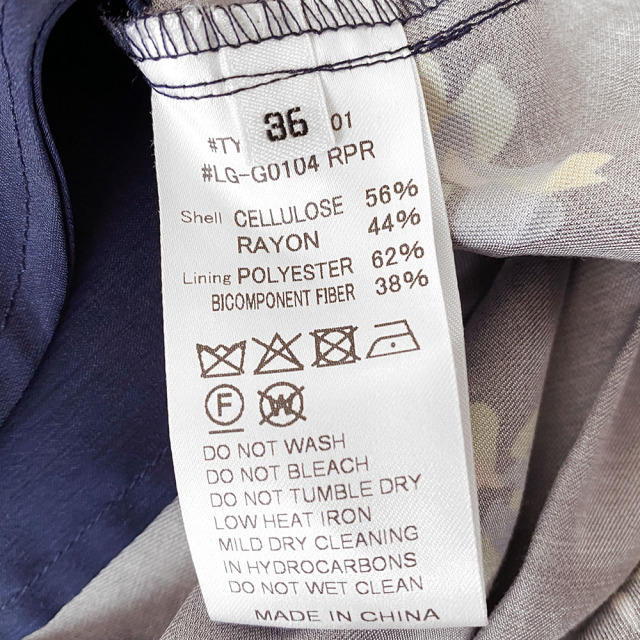 36
#TY 01
#LG-G0104 RPR
Shell CELLULOSE 56%
RAYON 44%
Lining POLYESTER 62%
BICOMPONENT FIBER 38%
F
W
DO NOT WASH
DO NOT BLEACH
DO NOT TUMBLE DRY
LOW HEAT IRON
MILD DRY CLEANING
IN HYDROCARBONS
DO NOT WET CLEAN
MADE IN CHINA